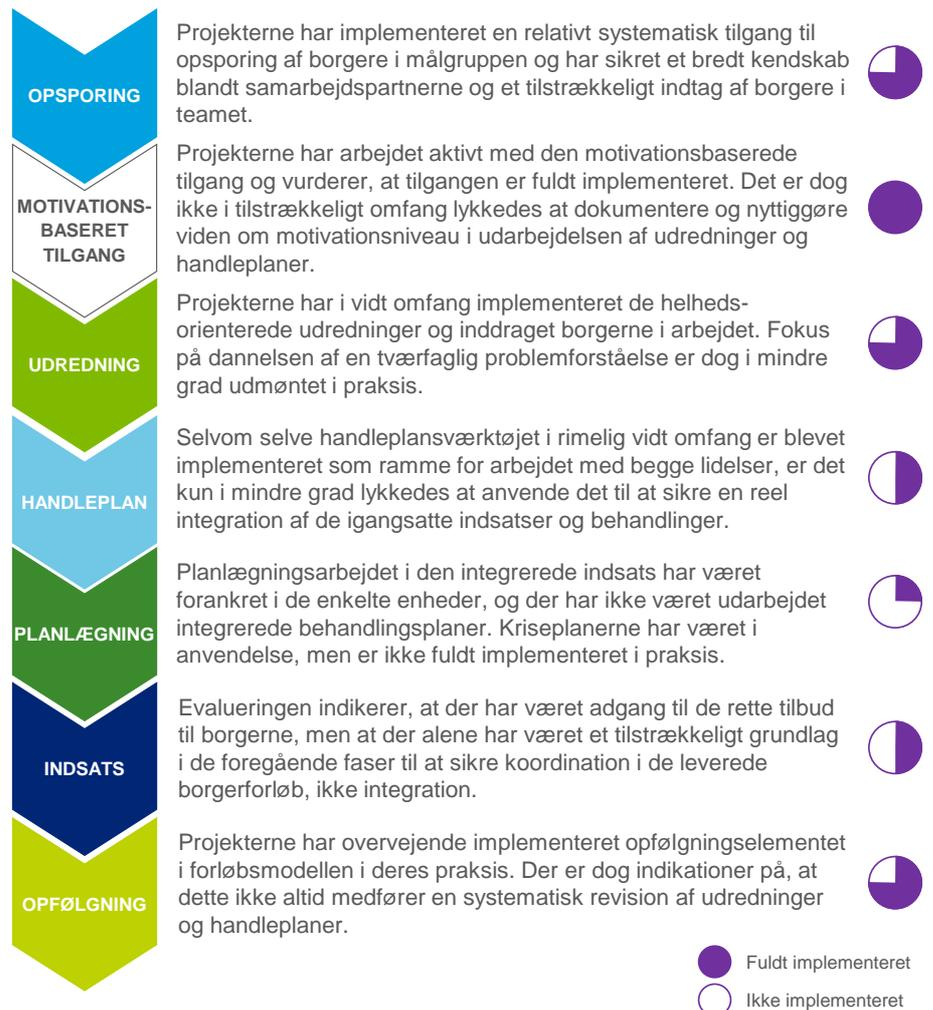 OPSPORING
Projekterne har implementeret en relativt systematisk tilgang til
opsporing af borgere i målgruppen og har sikret et bredt kendskab
blandt samarbejdspartnerne og et tilstrækkeligt indtag af borgere i
teamet.
MOTIVATIONS-
BASERET
TILGANG
Projekterne har arbejdet aktivt med den motivationsbaserede
tilgang og vurderer, at tilgangen er fuldt implementeret. Det er dog
ikke i tilstrækkeligt omfang lykkedes at dokumentere og nyttiggøre
viden om motivationsniveau i udarbejdelsen af udredninger og
handleplaner.
UDREDNING
Projekterne har i vidt omfang implementeret de helheds-
orienterede udredninger og inddraget borgerne i arbejdet. Fokus
på dannelsen af en tværfaglig problemforståelse er dog i mindre
grad udmøntet i praksis.
HANDLEPLAN
Selvom selve handleplansværktøjet i rimelig vidt omfang er blevet
implementeret som ramme for arbejdet med begge lidelser, er det
kun i mindre grad lykkedes at anvende det til at sikre en reel
integration af de igangsatte indsatser og behandlinger.
PLANLÆGNING
Planlægningsarbejdet i den integrerede indsats har været
forankret i de enkelte enheder, og der har ikke været udarbejdet
integrerede behandlingsplaner. Kriseplanerne har været i
anvendelse, men er ikke fuldt implementeret i praksis.
INDSATS
Evalueringen indikerer, at der har været adgang til de rette tilbud
til borgerne, men at der alene har været et tilstrækkeligt grundlag
i de foregående faser til at sikre koordination i de leverede
borgerforløb, ikke integration.
OPFØLGNING
Projekterne har overvejende implementeret opfølgningselementet
i forløbsmodellen i deres praksis. Der er dog indikationer på, at
dette ikke altid medfører en systematisk revision af udredninger
og handleplaner.
Fuldt implementeret
Ikke implementeret